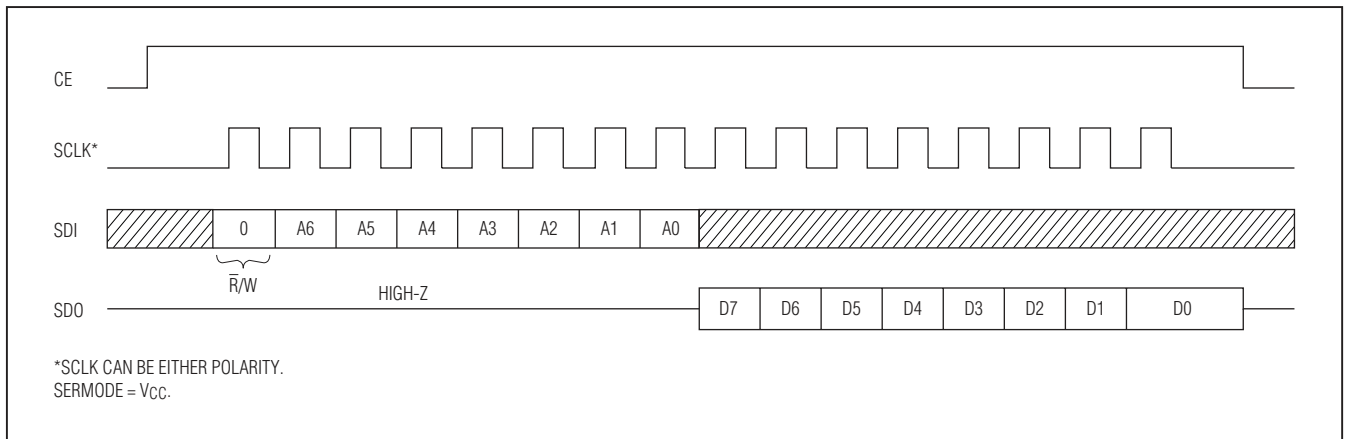 CE
SCLK*
SDI 0 A6 A5 A4 A3 A2 A1 A0
R̅/W
HIGH-Z
SDO D7 D6 D5 D4 D3 D2 D1 D0
*SCLK CAN BE EITHER POLARITY.
SERMODE = VCC.